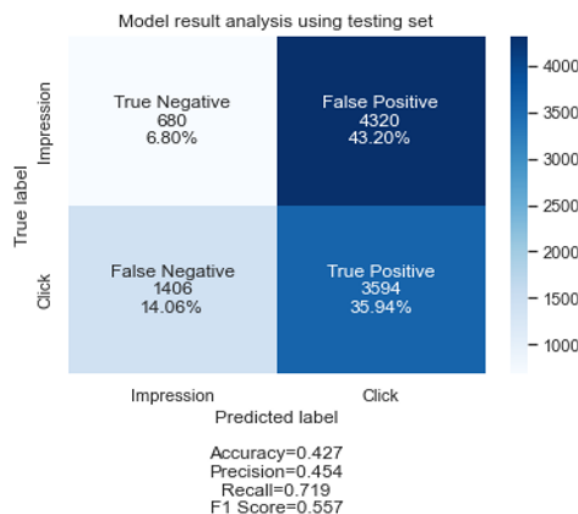 Model result analysis using testing set
True label
Impression
True Negative
680
6.80%
False Positive
4320
43.20%
Click
False Negative
1406
14.06%
True Positive
3594
35.94%
4000
3500
3000
2500
2000
1500
1000
Impression
Click
Predicted label
Accuracy=0.427
Precision=0.454
Recall=0.719
F1 Score=0.557